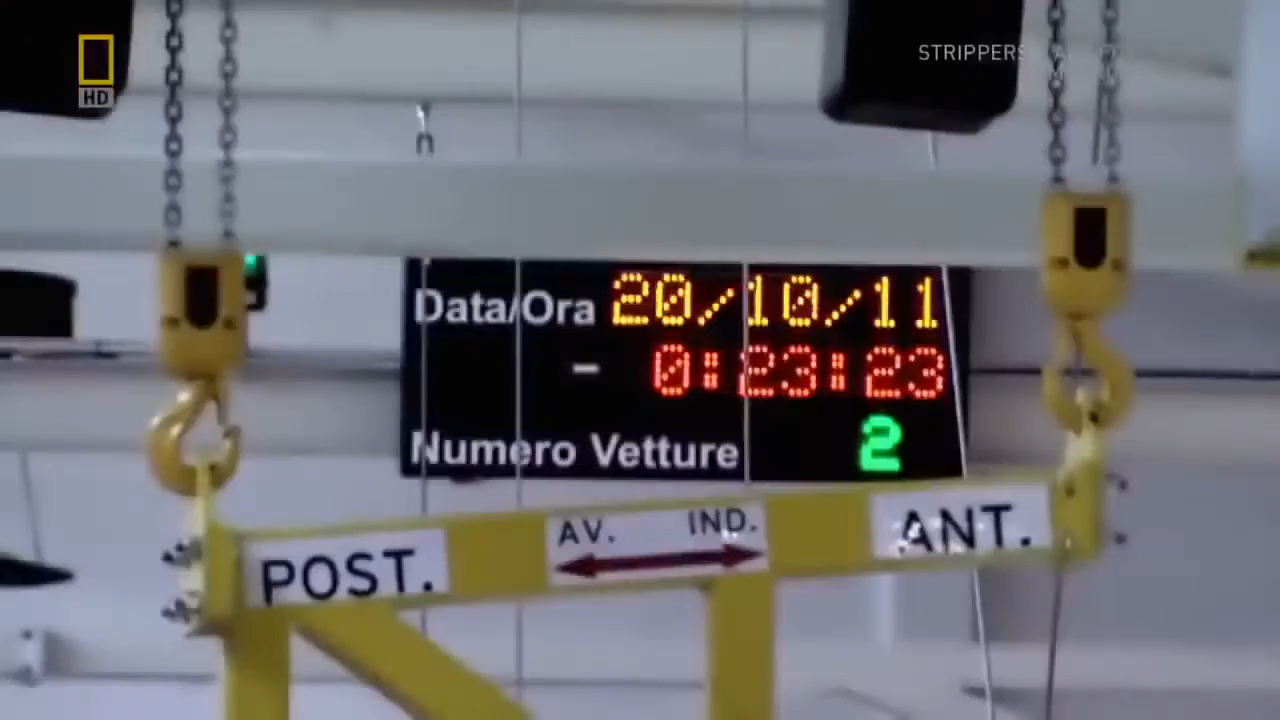 HD
STRIPPERS
Data/Ora 20/10/11
- 0:23:23
Numero Vetture 2
AV. IND.
POST.
ANT.